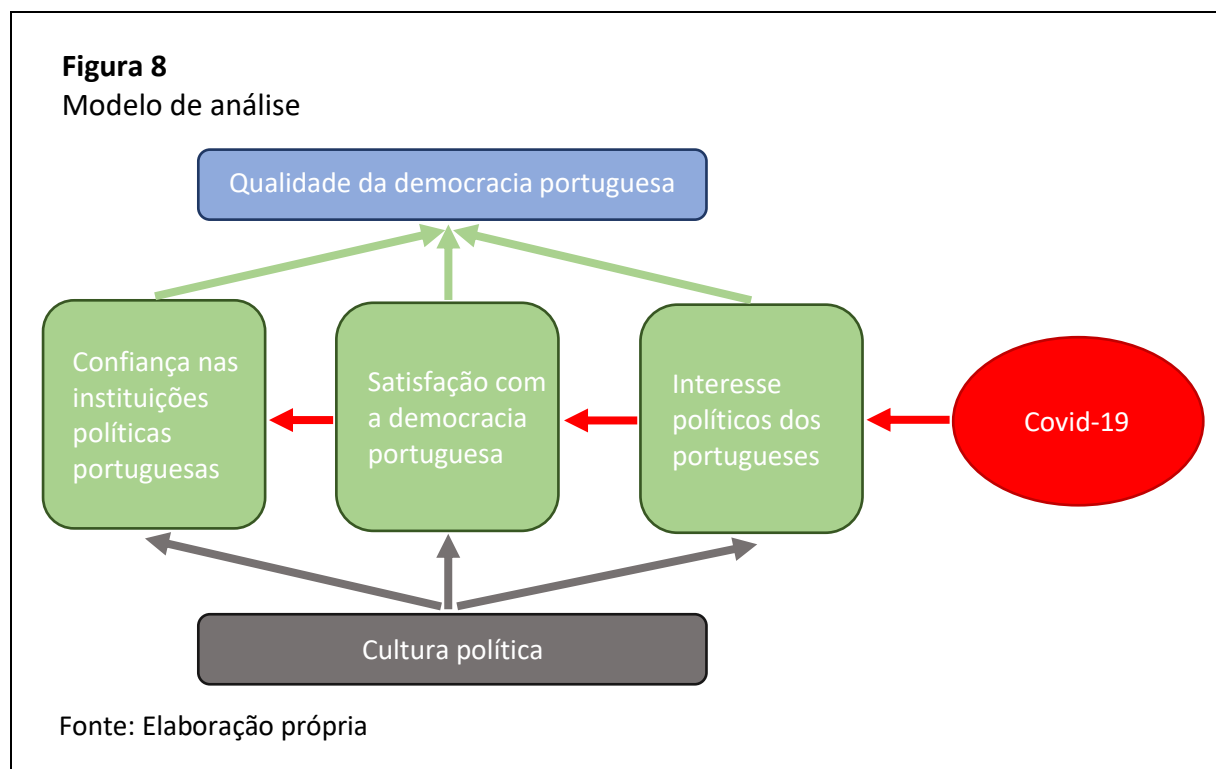 Figura 8
Modelo de análise
Qualidade da democracia portuguesa
Confiança nas
instituições
políticas
portuguesas
Satisfação com
a democracia
portuguesa
Interesse
políticos dos
portugueses
Covid-19
Cultura política
Fonte: Elaboração própria